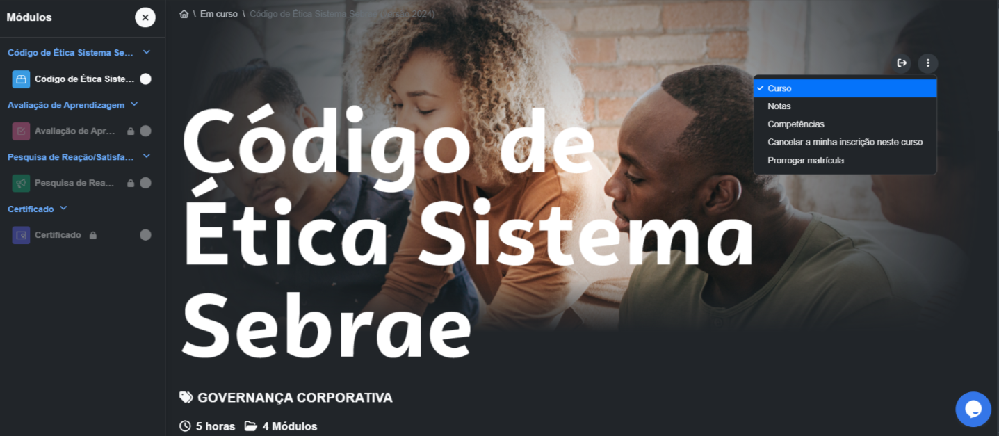 Módulos
Código de Ética Sistema Se...
Código de Ética Siste...
Avaliação de Aprendizagem
Avaliação de Apr...
Pesquisa de Reação/Satisfa...
Pesquisa de Rea...
Certificado
Certificado
\ Em curso \ Código de Ética Sistema Sebrae (versão 2024)
Curso
Notas
Competências
Cancelar a minha inscrição neste curso
Prorrogar matrícula
Código de
Ética Sistema
Sebrae
GOVERNANÇA CORPORATIVA
5 horas 4 Módulos